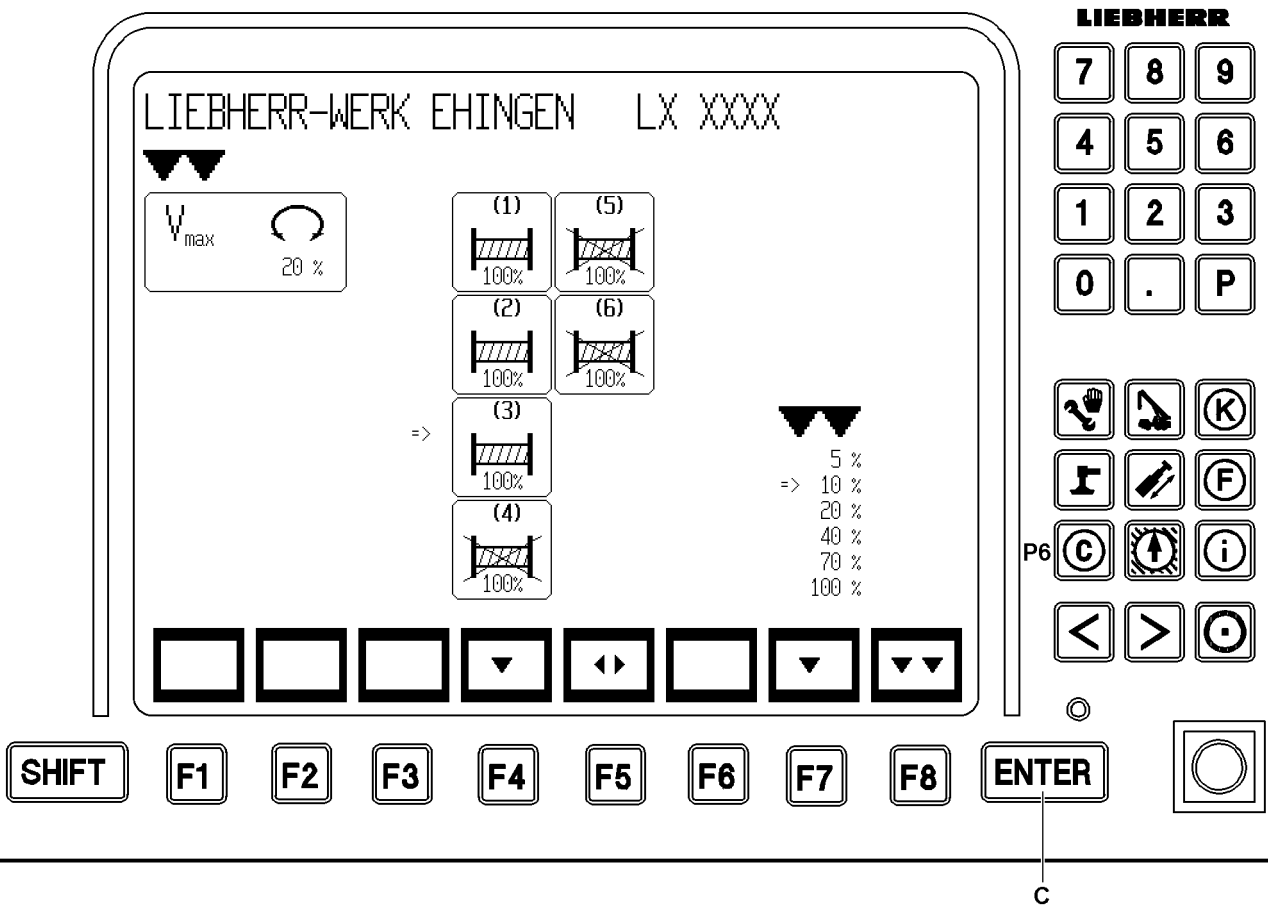 LIEBHERR
LIEBHERR-WERK EHINGEN LX XXXX
Vmax
20 %
(1)
100%
(5)
100%
(2)
100%
(6)
100%
(3)
100%
=>
(4)
100%
5 %
=> 10 %
20 %
40 %
70 %
100 %
7 8 9
4 5 6
1 2 3
0 . P
K
F
P6 C i
< >
SHIFT F1 F2 F3 F4 F5 F6 F7 F8 ENTER
C